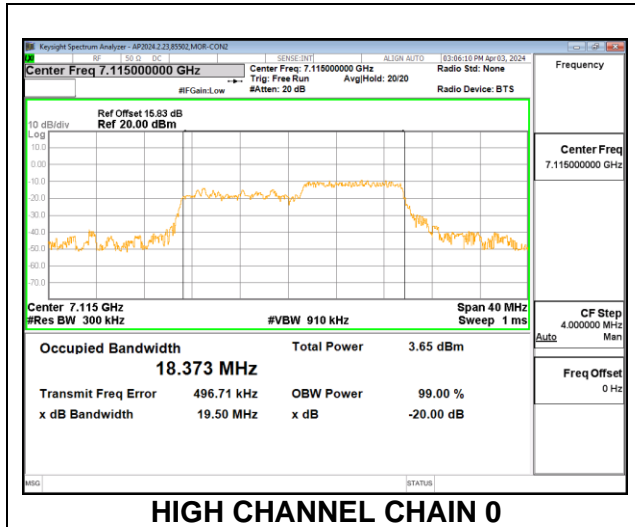 Keysight Spectrum Analyzer - AP2024.2.23,85502,MOR-CON2
RF 50 Ω DC SENSE:INT ALIGN AUTO 03:06:10 PM Apr 03, 2024
Center Freq 7.115000000 GHz
Center Freq: 7.115000000 GHz Radio Std: None
Trig: Free Run Avg|Hold: 20/20
#IFGain:Low #Atten: 20 dB Radio Device: BTS
Frequency
Ref Offset 15.83 dB
10 dB/div Ref 20.00 dBm
Log
10.0
0.00
-10.0
-20.0
-30.0
-40.0
-50.0
-60.0
-70.0
Center 7.115 GHz Span 40 MHz
#Res BW 300 kHz #VBW 910 kHz Sweep 1 ms
Center Freq
7.115000000 GHz
CF Step
4.000000 MHz
Auto Man
Freq Offset
0 Hz
Occupied Bandwidth Total Power 3.65 dBm
18.373 MHz
Transmit Freq Error 496.71 kHz OBW Power 99.00 %
x dB Bandwidth 19.50 MHz x dB -20.00 dB
MSG STATUS
HIGH CHANNEL CHAIN 0